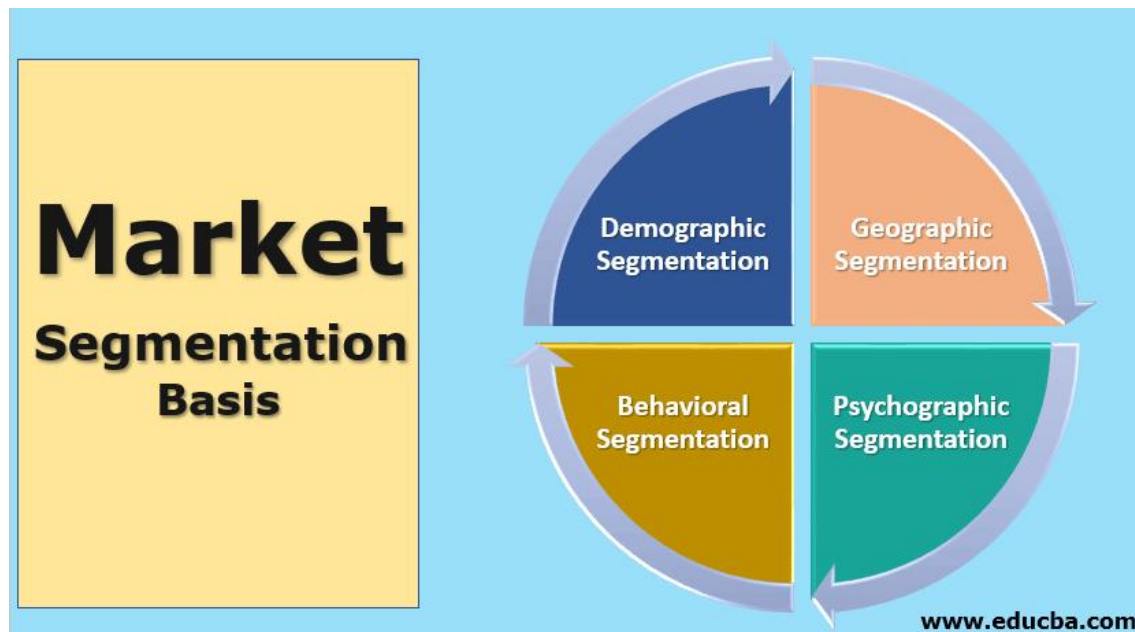 Market
Segmentation
Basis
Demographic
Segmentation
Geographic
Segmentation
Behavioral
Segmentation
Psychographic
Segmentation
www.educba.com